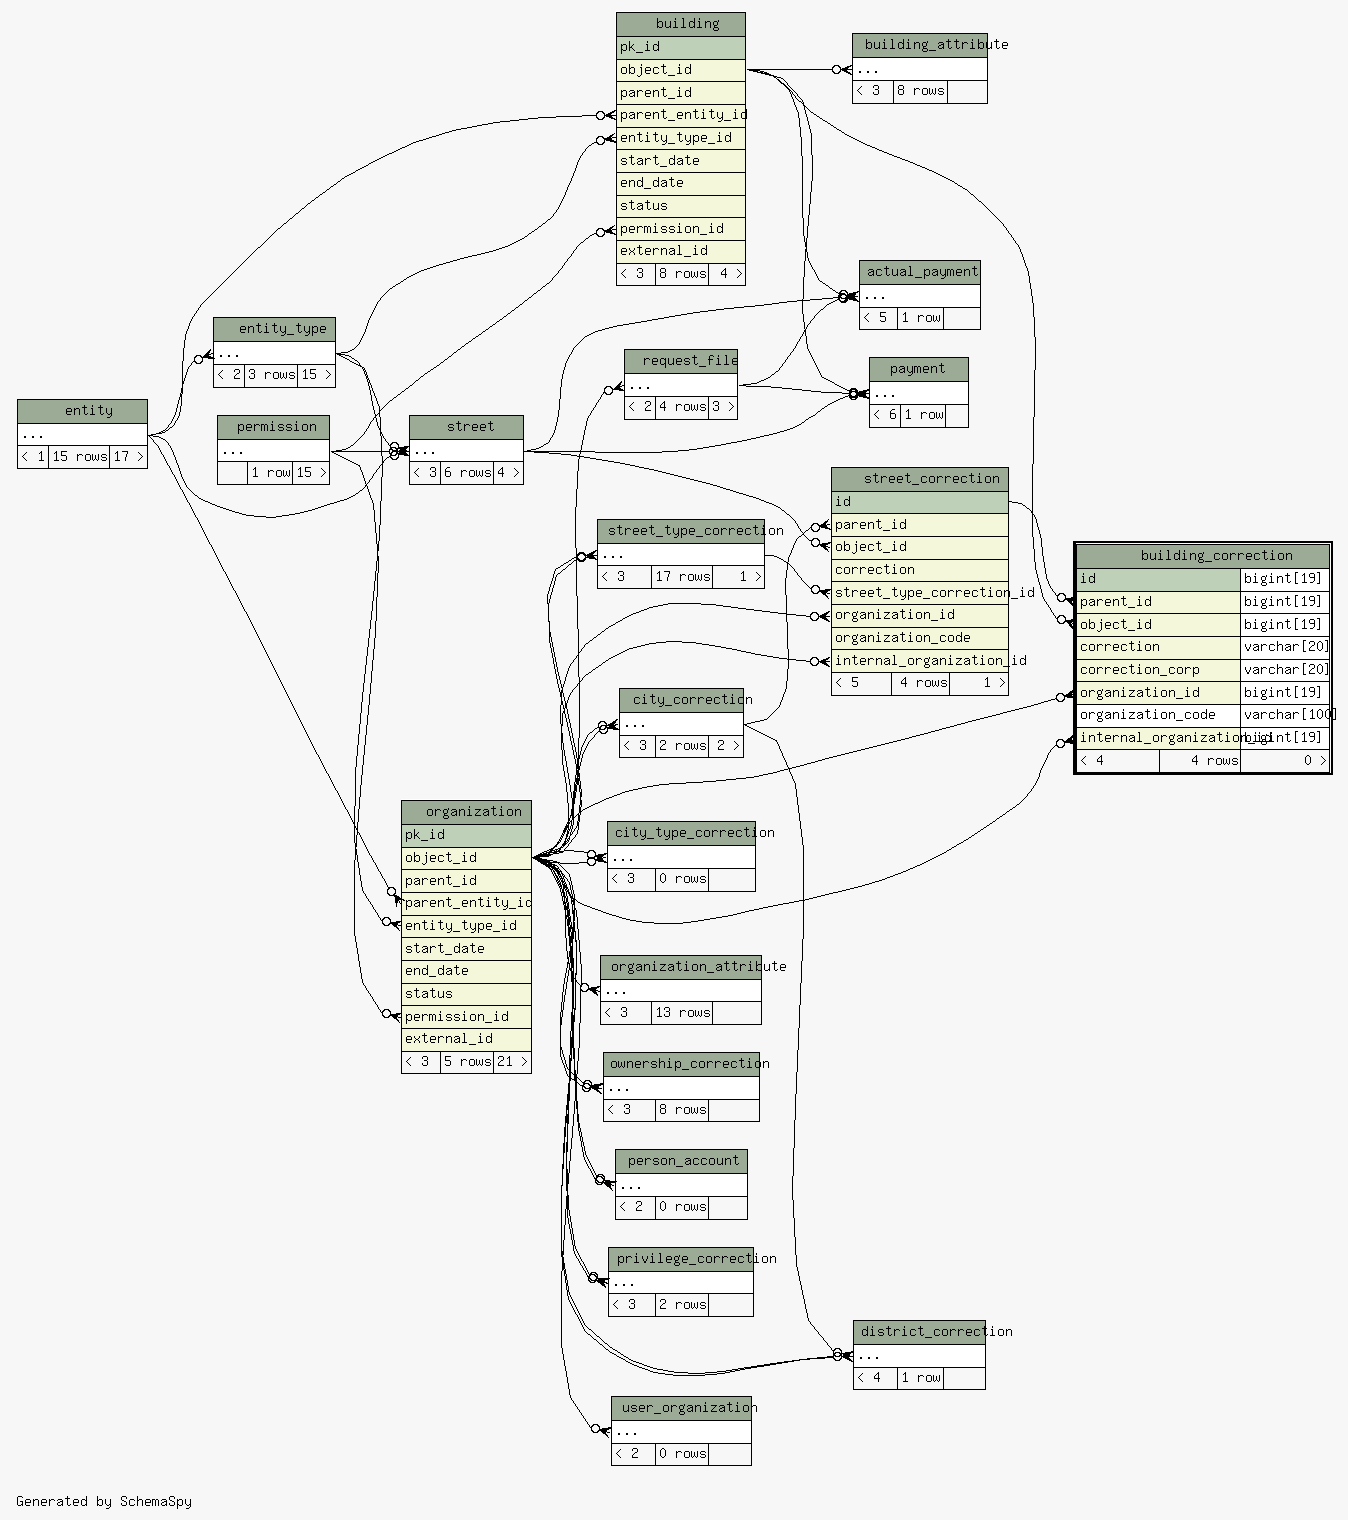 building
pk_id
object_id
parent_id
parent_entity_id
entity_type_id
start_date
end_date
status
permission_id
external_id
< 3 8 rows 4 >
building_attribute
...
< 3 8 rows
actual_payment
...
< 5 1 row
entity_type
...
< 2 3 rows 15 >
request_file
...
< 2 4 rows 3 >
payment
...
< 6 1 row
entity
...
< 1 15 rows 17 >
permission
...
1 row 15 >
street
...
< 3 6 rows 4 >
street_correction
id
parent_id
object_id
correction
street_type_correction_id
organization_id
organization_code
internal_organization_id
< 5 4 rows 1 >
street_type_correction
...
< 3 17 rows 1 >
building_correction
id bigint[19]
parent_id bigint[19]
object_id bigint[19]
correction varchar[20]
correction_corp varchar[20]
organization_id bigint[19]
organization_code varchar[100]
internal_organization_id bigint[19]
< 4 4 rows 0 >
city_correction
...
< 3 2 rows 2 >
organization
pk_id
object_id
parent_id
parent_entity_id
entity_type_id
start_date
end_date
status
permission_id
external_id
< 3 5 rows 21 >
city_type_correction
...
< 3 0 rows
organization_attribute
...
< 3 13 rows
ownership_correction
...
< 3 8 rows
person_account
...
< 2 0 rows
privilege_correction
...
< 3 2 rows
district_correction
...
< 4 1 row
user_organization
...
< 2 0 rows
Generated by SchemaSpy